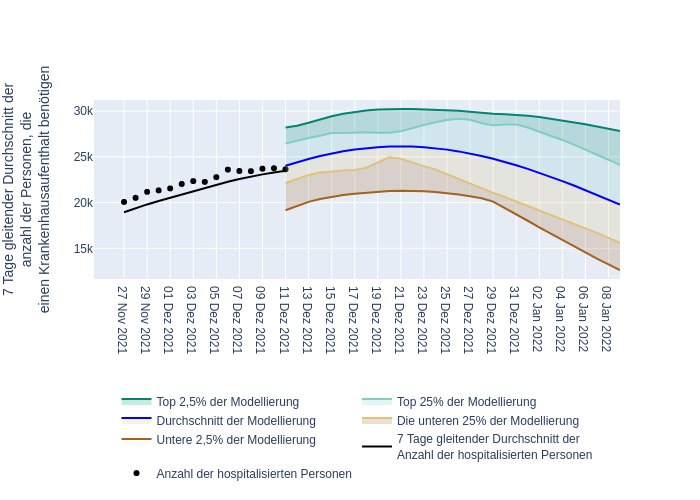 7 Tage gleitender Durchschnitt der
anzahl der Personen, die
einen Krankenhausaufenthalt benötigen
30k
25k
20k
15k
27 Nov 2021
29 Nov 2021
01 Dez 2021
03 Dez 2021
05 Dez 2021
07 Dez 2021
09 Dez 2021
11 Dez 2021
13 Dez 2021
15 Dez 2021
17 Dez 2021
19 Dez 2021
21 Dez 2021
23 Dez 2021
25 Dez 2021
27 Dez 2021
29 Dez 2021
31 Dez 2021
02 Jan 2022
04 Jan 2022
06 Jan 2022
08 Jan 2022
Top 2,5% der Modellierung
Top 25% der Modellierung
Durchschnitt der Modellierung
Die unteren 25% der Modellierung
Untere 2,5% der Modellierung
7 Tage gleitender Durchschnitt der
Anzahl der hospitalisierten Personen
Anzahl der hospitalisierten Personen